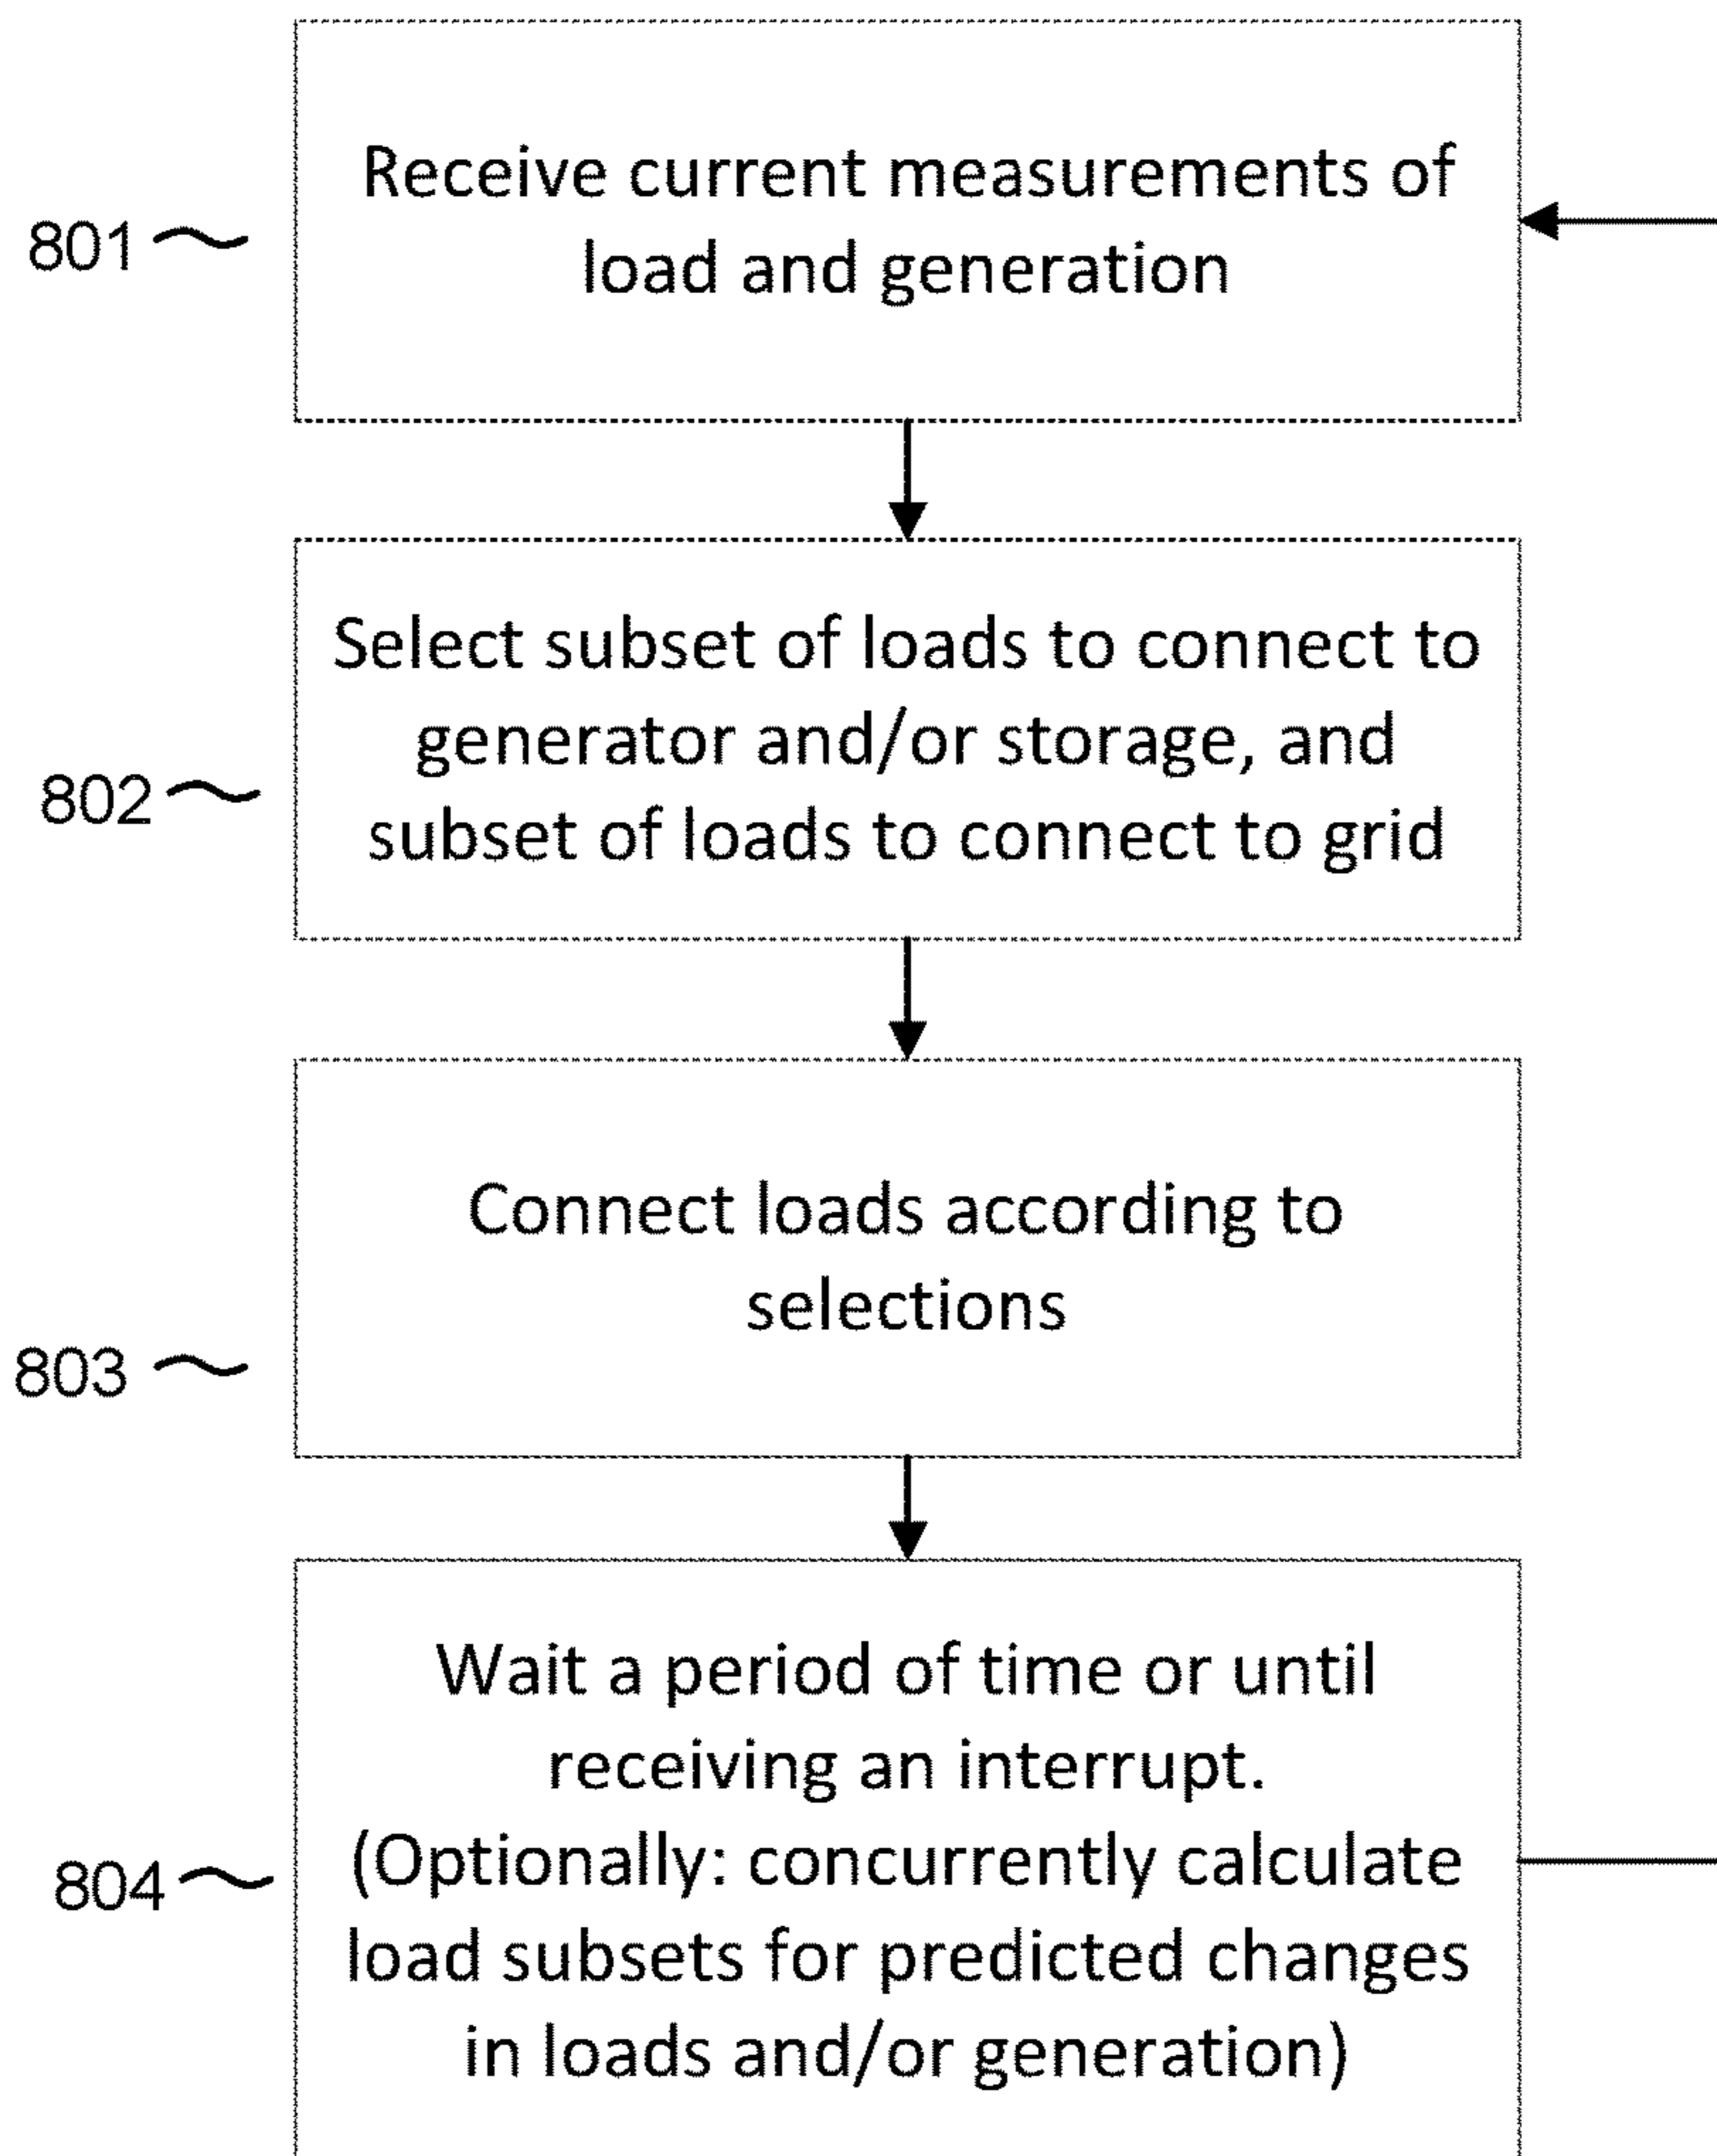 801
Receive current measurements of
load and generation
802
Select subset of loads to connect to
generator and/or storage, and
subset of loads to connect to grid
803
Connect loads according to
selections
804
Wait a period of time or until
receiving an interrupt.
(Optionally: concurrently calculate
load subsets for predicted changes
in loads and/or generation)